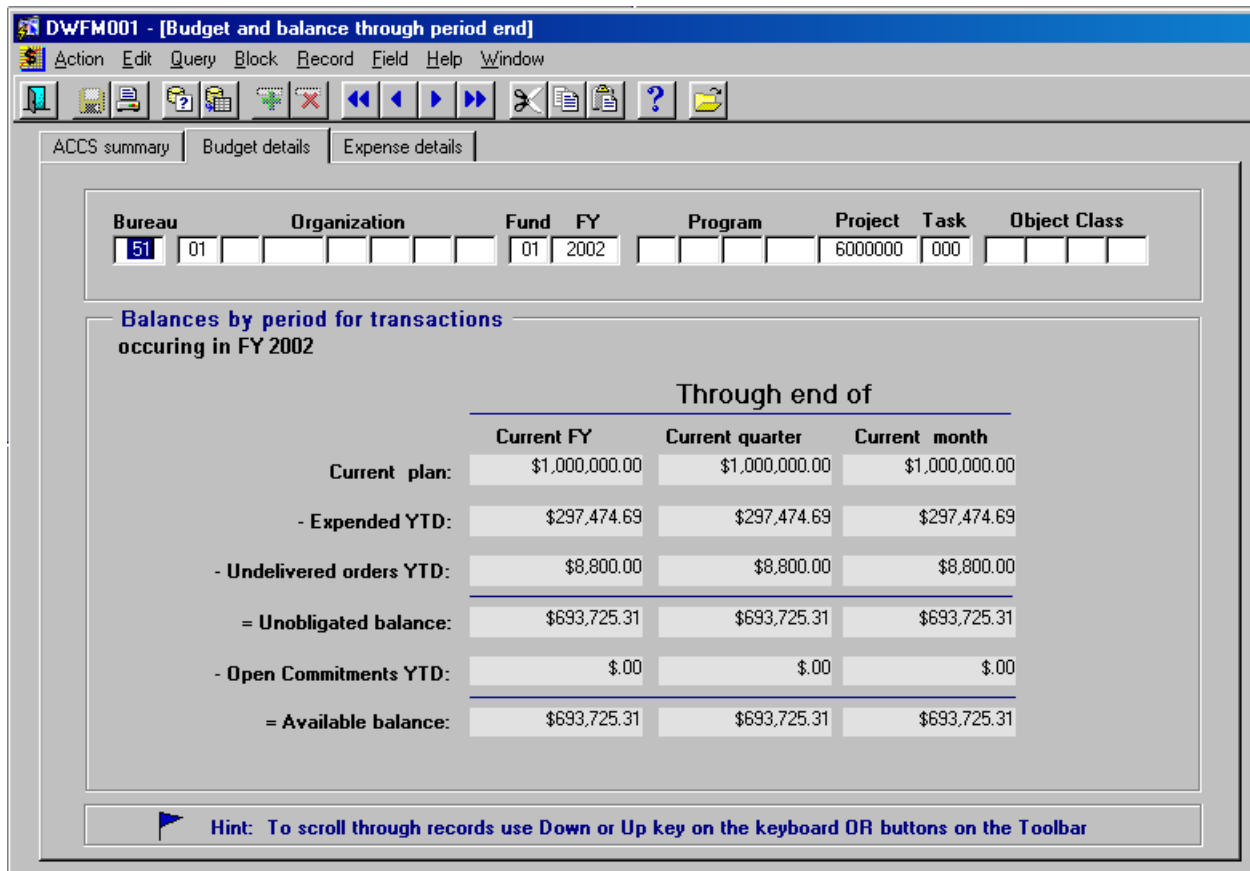 DWFM001 - [Budget and balance through period end]
Action Edit Query Block Record Field Help Window
ACCS summary Budget details Expense details
Bureau Organization Fund FY Program Project Task Object Class
51 01 01 2002 6000000 000
Balances by period for transactions
occuring in FY 2002
Through end of
Current FY Current quarter Current month
Current plan: $1,000,000.00 $1,000,000.00 $1,000,000.00
- Expended YTD: $297,474.69 $297,474.69 $297,474.69
- Undelivered orders YTD: $8,800.00 $8,800.00 $8,800.00
= Unobligated balance: $693,725.31 $693,725.31 $693,725.31
- Open Commitments YTD: $.00 $.00 $.00
= Available balance: $693,725.31 $693,725.31 $693,725.31
Hint: To scroll through records use Down or Up key on the keyboard OR buttons on the Toolbar